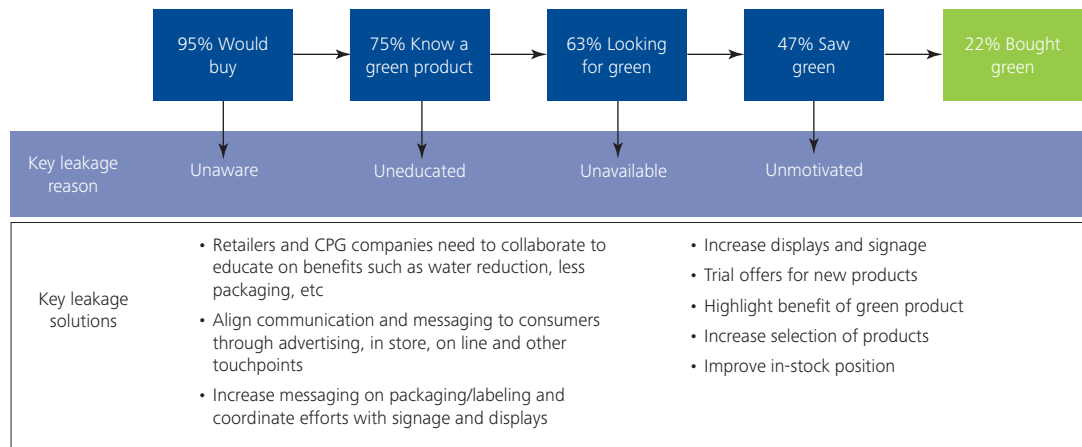 95% Would
buy
75% Know a
green product
63% Looking
for green
47% Saw
green
22% Bought
green
Key leakage
reason
Unaware
Uneducated
Unavailable
Unmotivated
Key leakage
solutions
• Retailers and CPG companies need to collaborate to
educate on benefits such as water reduction, less
packaging, etc
• Align communication and messaging to consumers
through advertising, in store, on line and other
touchpoints
• Increase messaging on packaging/labeling and
coordinate efforts with signage and displays
• Increase displays and signage
• Trial offers for new products
• Highlight benefit of green product
• Increase selection of products
• Improve in-stock position